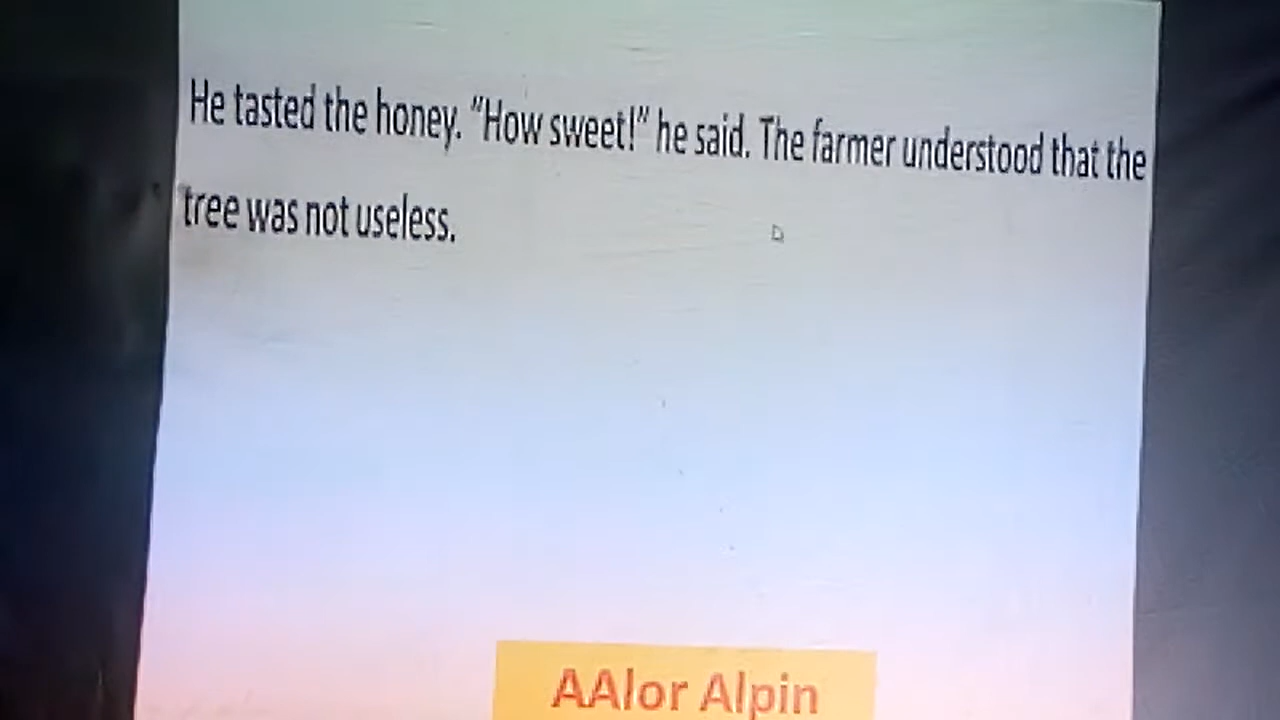 He tasted the honey. "How sweet!" he said. The farmer understood that the
tree was not useless.
AAlor Alpin